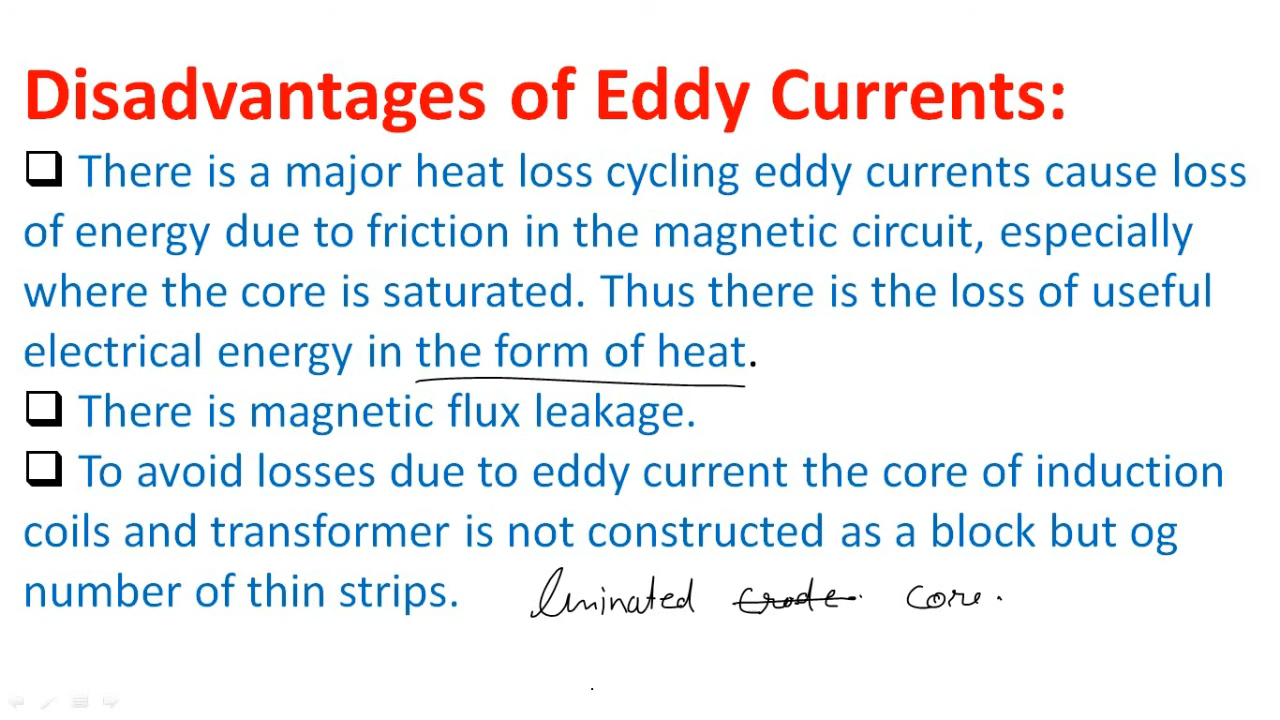 Disadvantages of Eddy Currents:
There is a major heat loss cycling eddy currents cause loss
of energy due to friction in the magnetic circuit, especially
where the core is saturated. Thus there is the loss of useful
electrical energy in the form of heat.
There is magnetic flux leakage.
To avoid losses due to eddy current the core of induction
coils and transformer is not constructed as a block but og
number of thin strips. core.